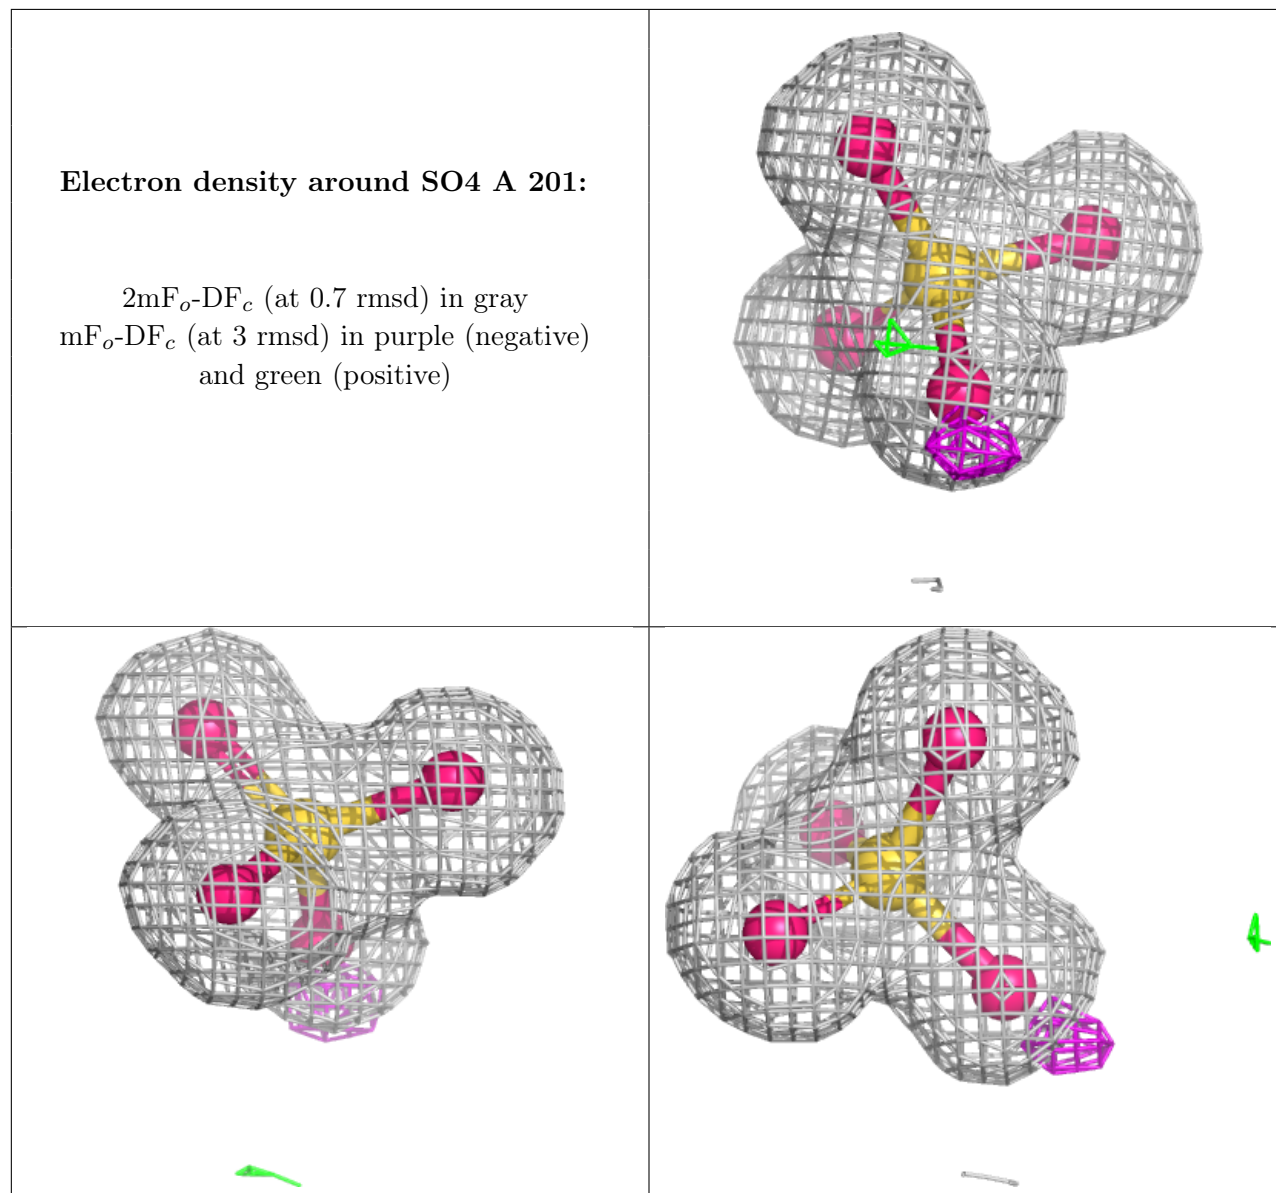 Electron density around SO4 A 201:
2mFo-DFc (at 0.7 rmsd) in gray
mFo-DFc (at 3 rmsd) in purple (negative)
and green (positive)